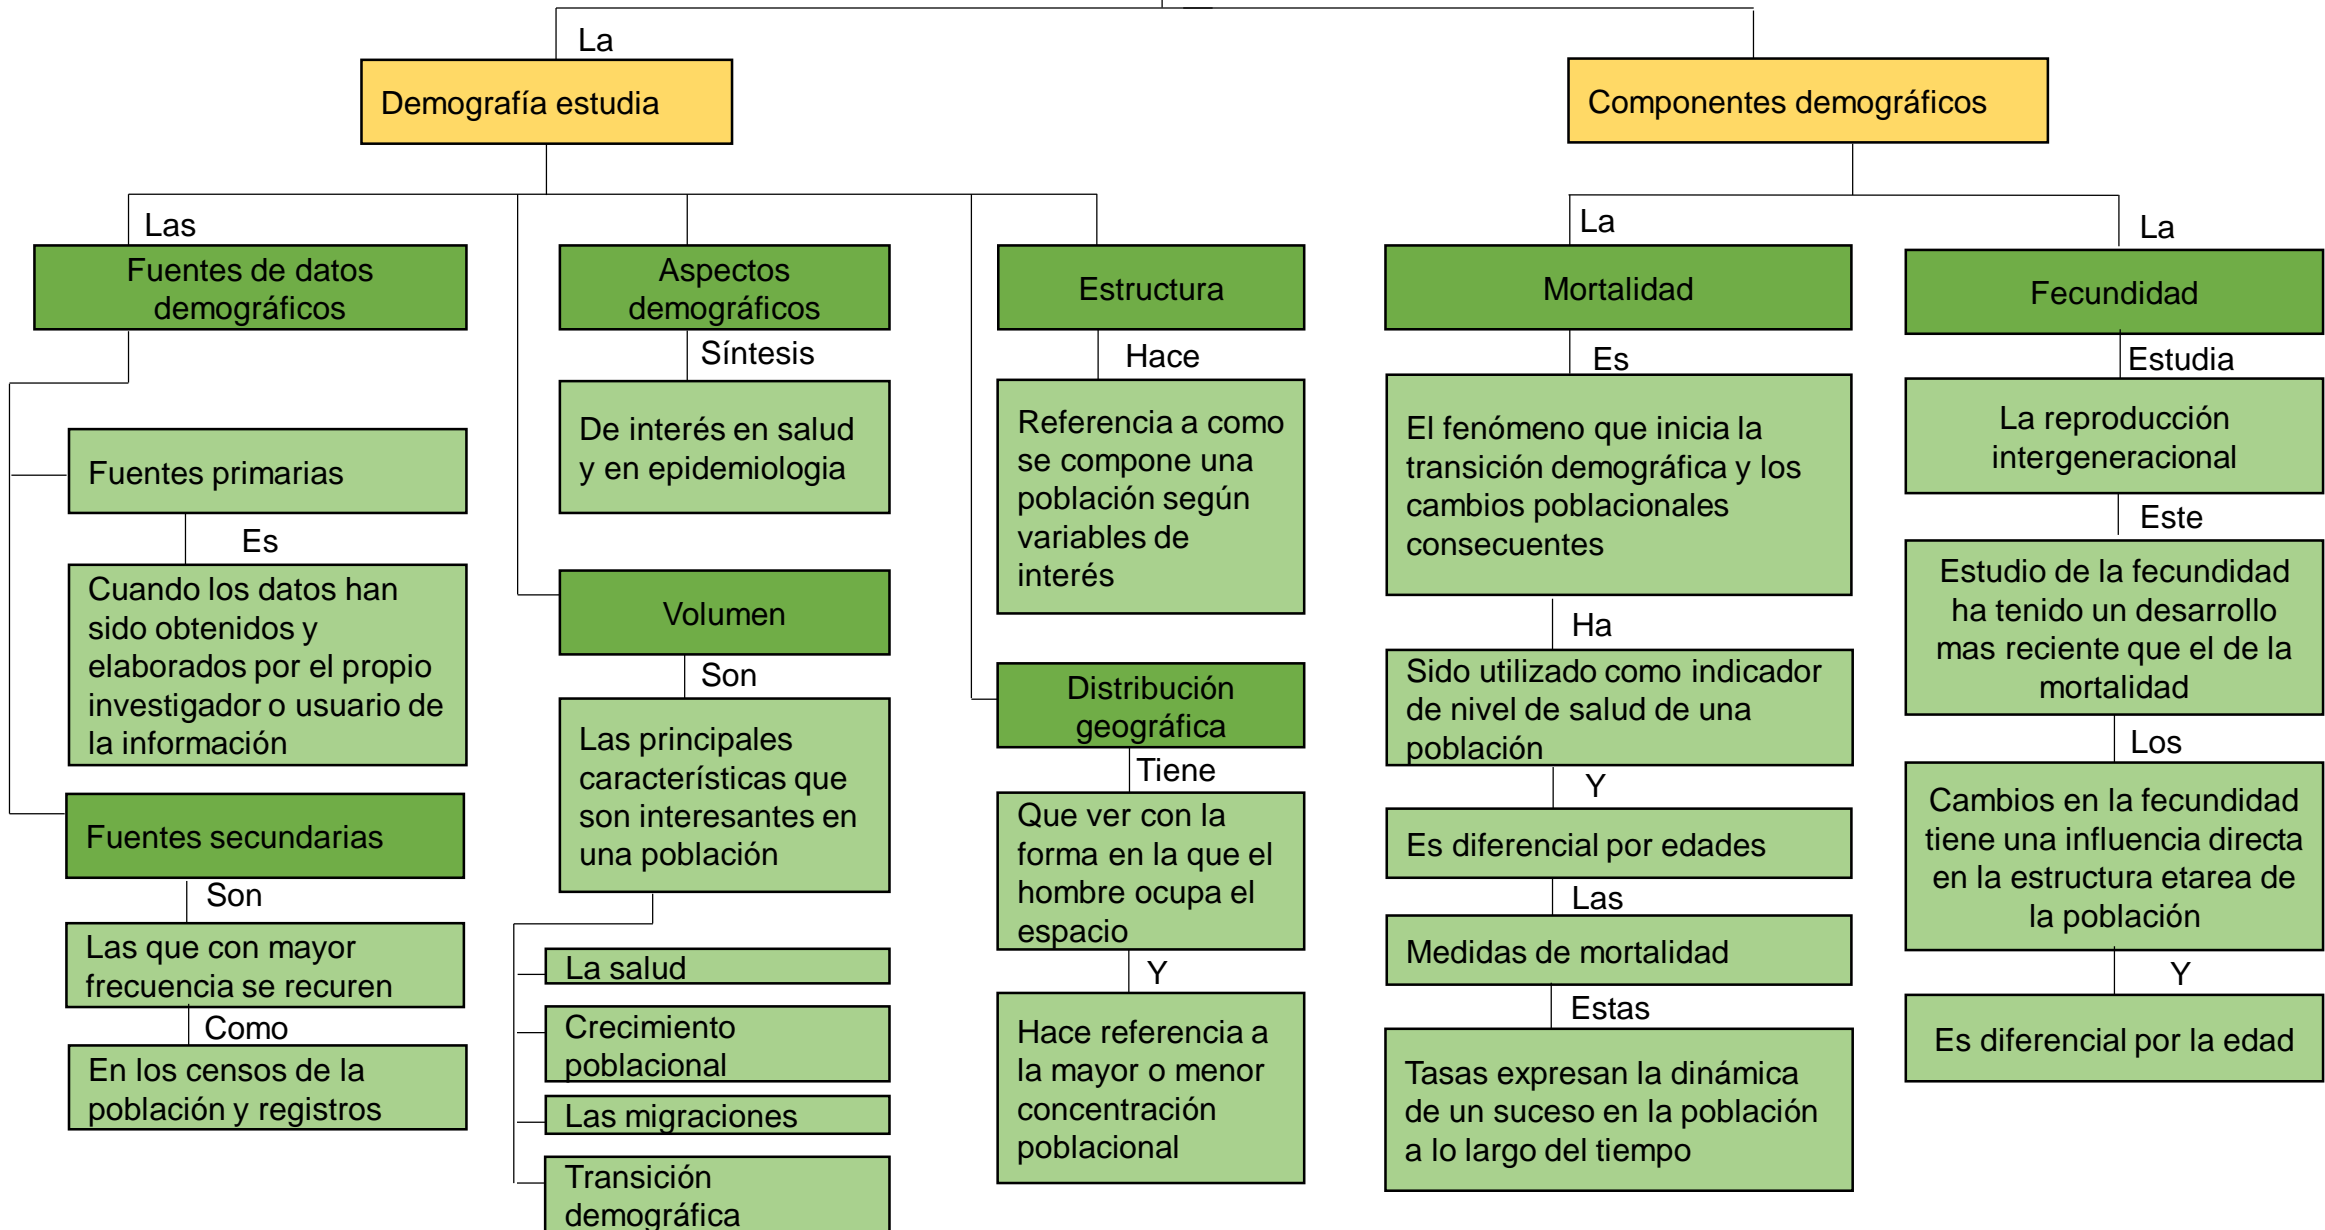 La
Demografía estudia
Componentes demográficos
Las
Fuentes de datos
demográficos
Fuentes primarias
Es
Cuando los datos han
sido obtenidos y
elaborados por el propio
investigador o usuario de
la información
Fuentes secundarias
Son
Las que con mayor
frecuencia se recuren
Como
En los censos de la
población y registros
Aspectos
demográficos
Síntesis
De interés en salud
y en epidemiologia
Volumen
Son
Las principales
características que
son interesantes en
una población
La salud
Crecimiento
poblacional
Las migraciones
Transición
demográfica
Estructura
Hace
Referencia a como
se compone una
población según
variables de
interés
Distribución
geográfica
Tiene
Que ver con la
forma en la que el
hombre ocupa el
espacio
Y
Hace referencia a
la mayor o menor
concentración
poblacional
La
Mortalidad
Es
El fenómeno que inicia la
transición demográfica y los
cambios poblacionales
consecuentes
Ha
Sido utilizado como indicador
de nivel de salud de una
población
Y
Es diferencial por edades
Las
Medidas de mortalidad
Estas
Tasas expresan la dinámica
de un suceso en la población
a lo largo del tiempo
La
Fecundidad
Estudia
La reproducción
intergeneracional
Este
Estudio de la fecundidad
ha tenido un desarrollo
mas reciente que el de la
mortalidad
Los
Cambios en la fecundidad
tiene una influencia directa
en la estructura etarea de
la población
Y
Es diferencial por la edad